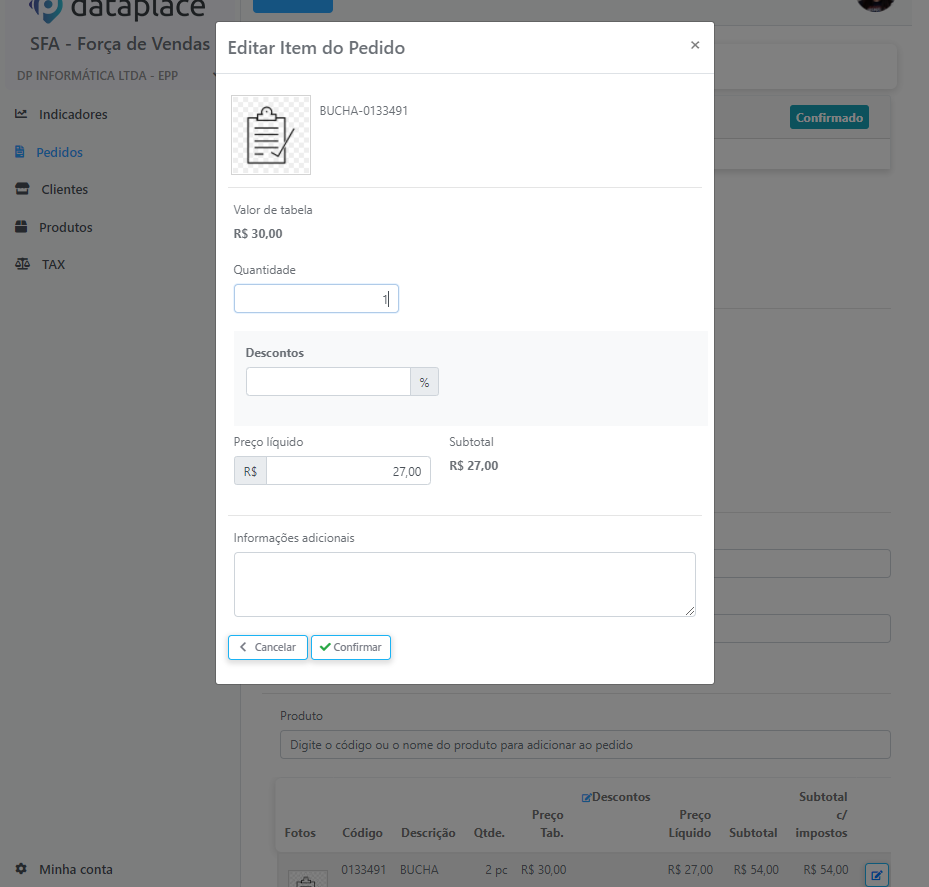 dataplace
SFA - Força de Vendas
DP INFORMÁTICA LTDA - EPP
Indicadores
Pedidos
Clientes
Produtos
TAX
Minha conta
Editar Item do Pedido
×
BUCHA-0133491
Valor de tabela
R$ 30,00
Quantidade
1
Descontos
%
Preço líquido
Subtotal
R$ 27,00
R$ 27,00
Informações adicionais
Cancelar
Confirmar
Confirmado
Produto
Digite o código ou o nome do produto para adicionar ao pedido
Fotos Código Descrição Qtde. Preço Tab. Descontos Preço Líquido Subtotal Subtotal c/ impostos
0133491 BUCHA 2 pc R$ 30,00 R$ 27,00 R$ 54,00 R$ 54,00